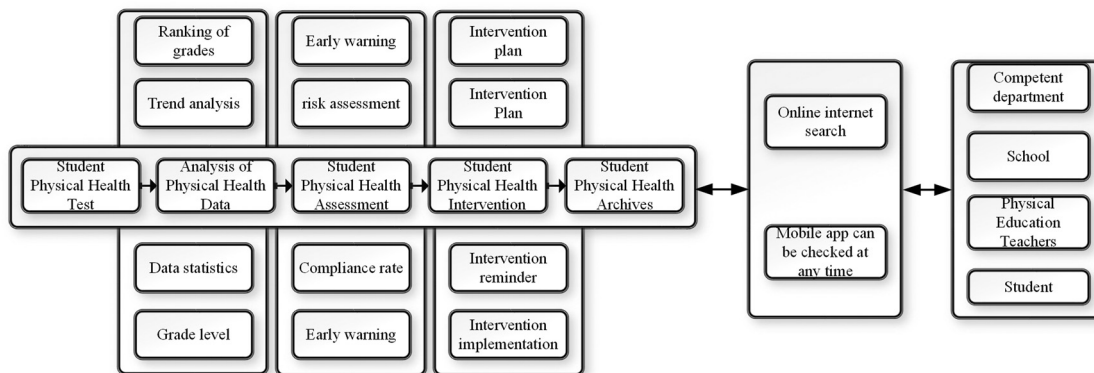 Ranking of
grades
Early warning
Intervention
plan
Trend analysis
risk assessment
Intervention
Plan
Student
Physical Health
Test
Analysis of
Physical Health
Data
Student
Physical Health
Assessment
Student
Physical Health
Intervention
Student
Physical Health
Archives
Data statistics
Compliance rate
Intervention
reminder
Grade level
Early warning
Intervention
implementation
Online internet
search
Mobile app can
be checked at
any time
Competent
department
School
Physical
Education
Teachers
Student